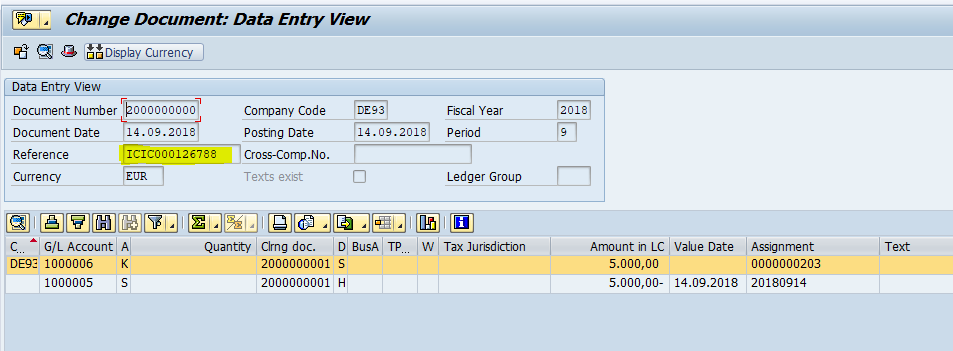 Change Document: Data Entry View
Display Currency
Data Entry View
Document Number 2000000000 Company Code DE93 Fiscal Year 2018
Document Date 14.09.2018 Posting Date 14.09.2018 Period 9
Reference ICIC000126788 Cross-Comp.No.
Currency EUR Texts exist Ledger Group
C... G/L Account A Quantity Clrng doc. D BusA TP... W Tax Jurisdiction Amount in LC Value Date Assignment Text
DE93 1000006 K 2000000001 S 5.000,00 0000000203
1000005 S 2000000001 H 5.000,00- 14.09.2018 20180914